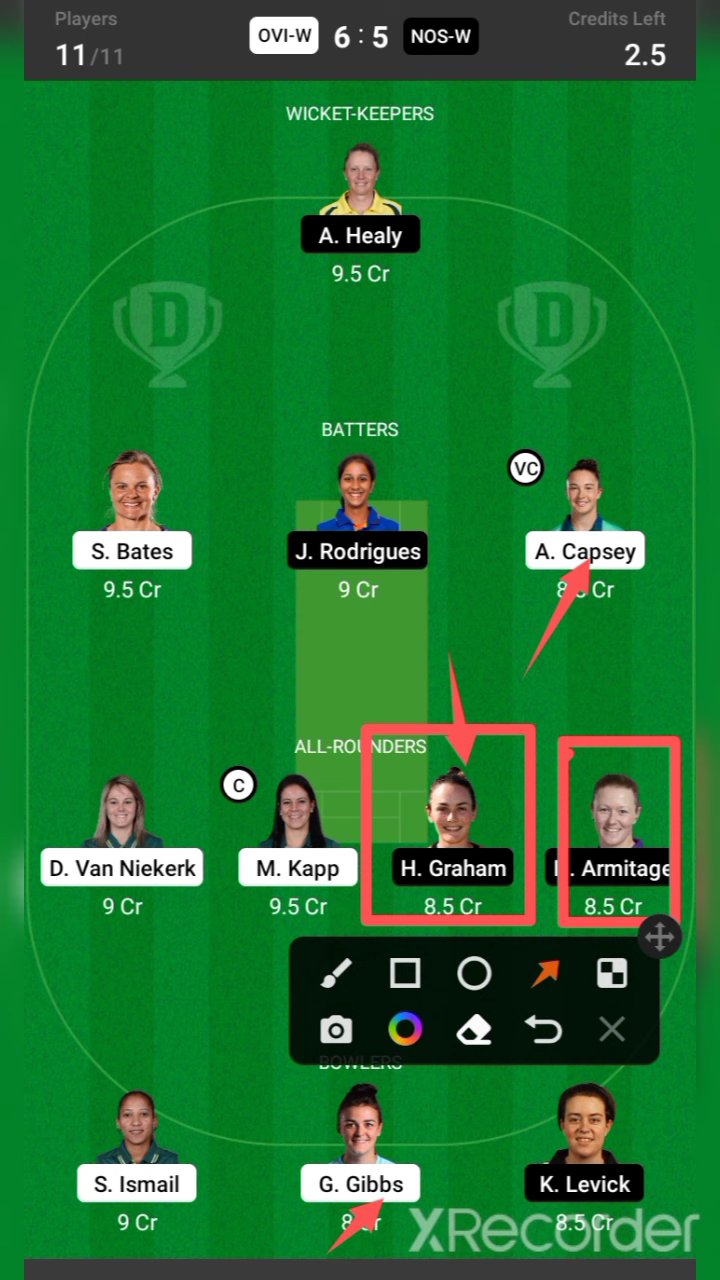 Players
Credits Left
11/11
OVI-W 6 : 5 NOS-W
2.5
WICKET-KEEPERS
A. Healy
9.5 Cr
D D
BATTERS
VC
S. Bates J. Rodrigues A. Capsey
9.5 Cr 9 Cr Cr
ALL-ROUNDERS
C
D. Van Niekerk M. Kapp H. Graham Armitage
9 Cr 9.5 Cr 8.5 Cr 8.5 Cr
BOWLERS
S. Ismail G. Gibbs K. Levick
9 Cr 8.5 Cr
XRecorder